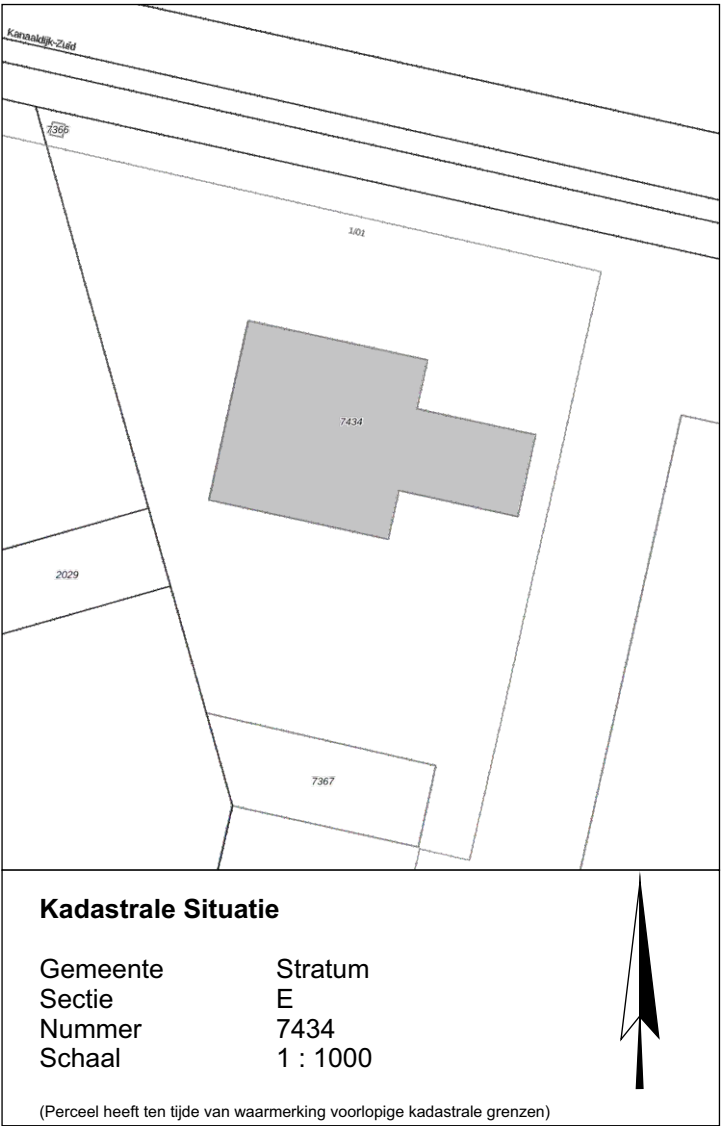 Kanaaldijk-Zuid
7366
1/01
7434
2029
7367
Kadastrale Situatie
Gemeente Stratum
Sectie E
Nummer 7434
Schaal 1 : 1000
(Perceel heeft ten tijde van waarmerking voorlopige kadastrale grenzen)